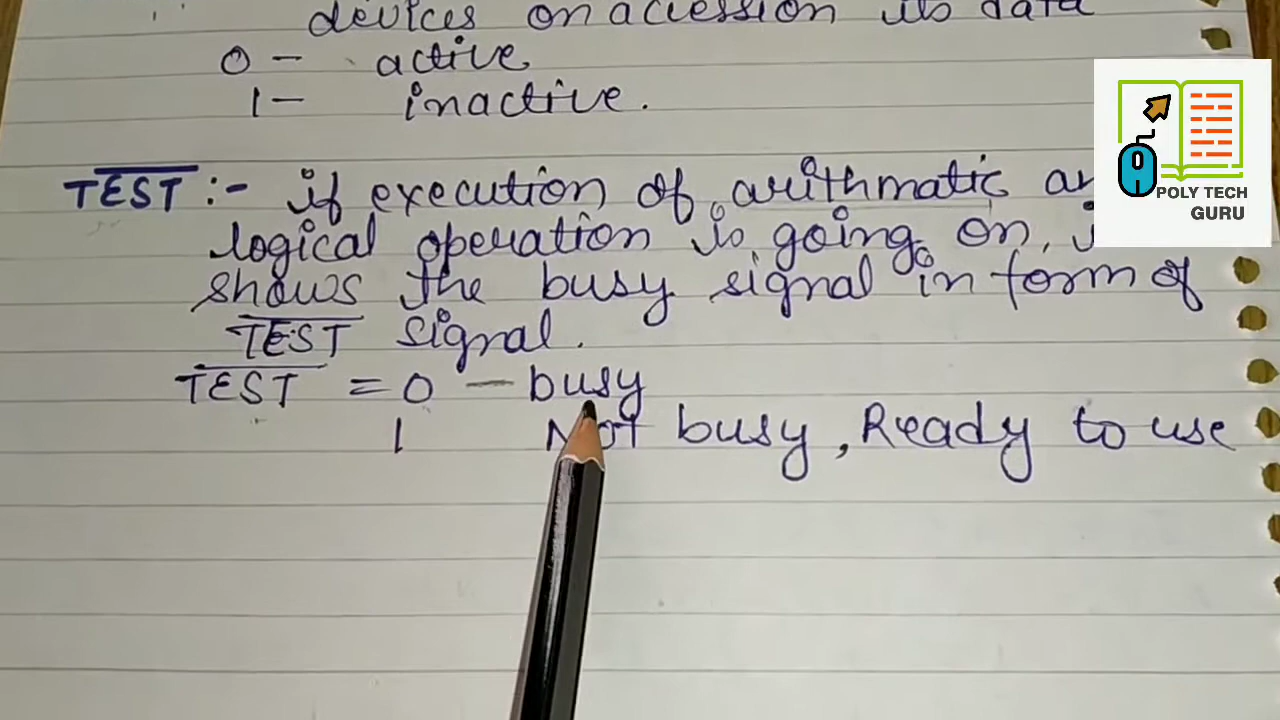 devices on accession its data
0 - active
1 - inactive.
TEST :- if execution of arithmatic
logical operation is going on,
shows the busy signal in form of
TEST signal.
TEST = 0 - busy
1 Not busy, Ready to use
POLY TECH
GURU